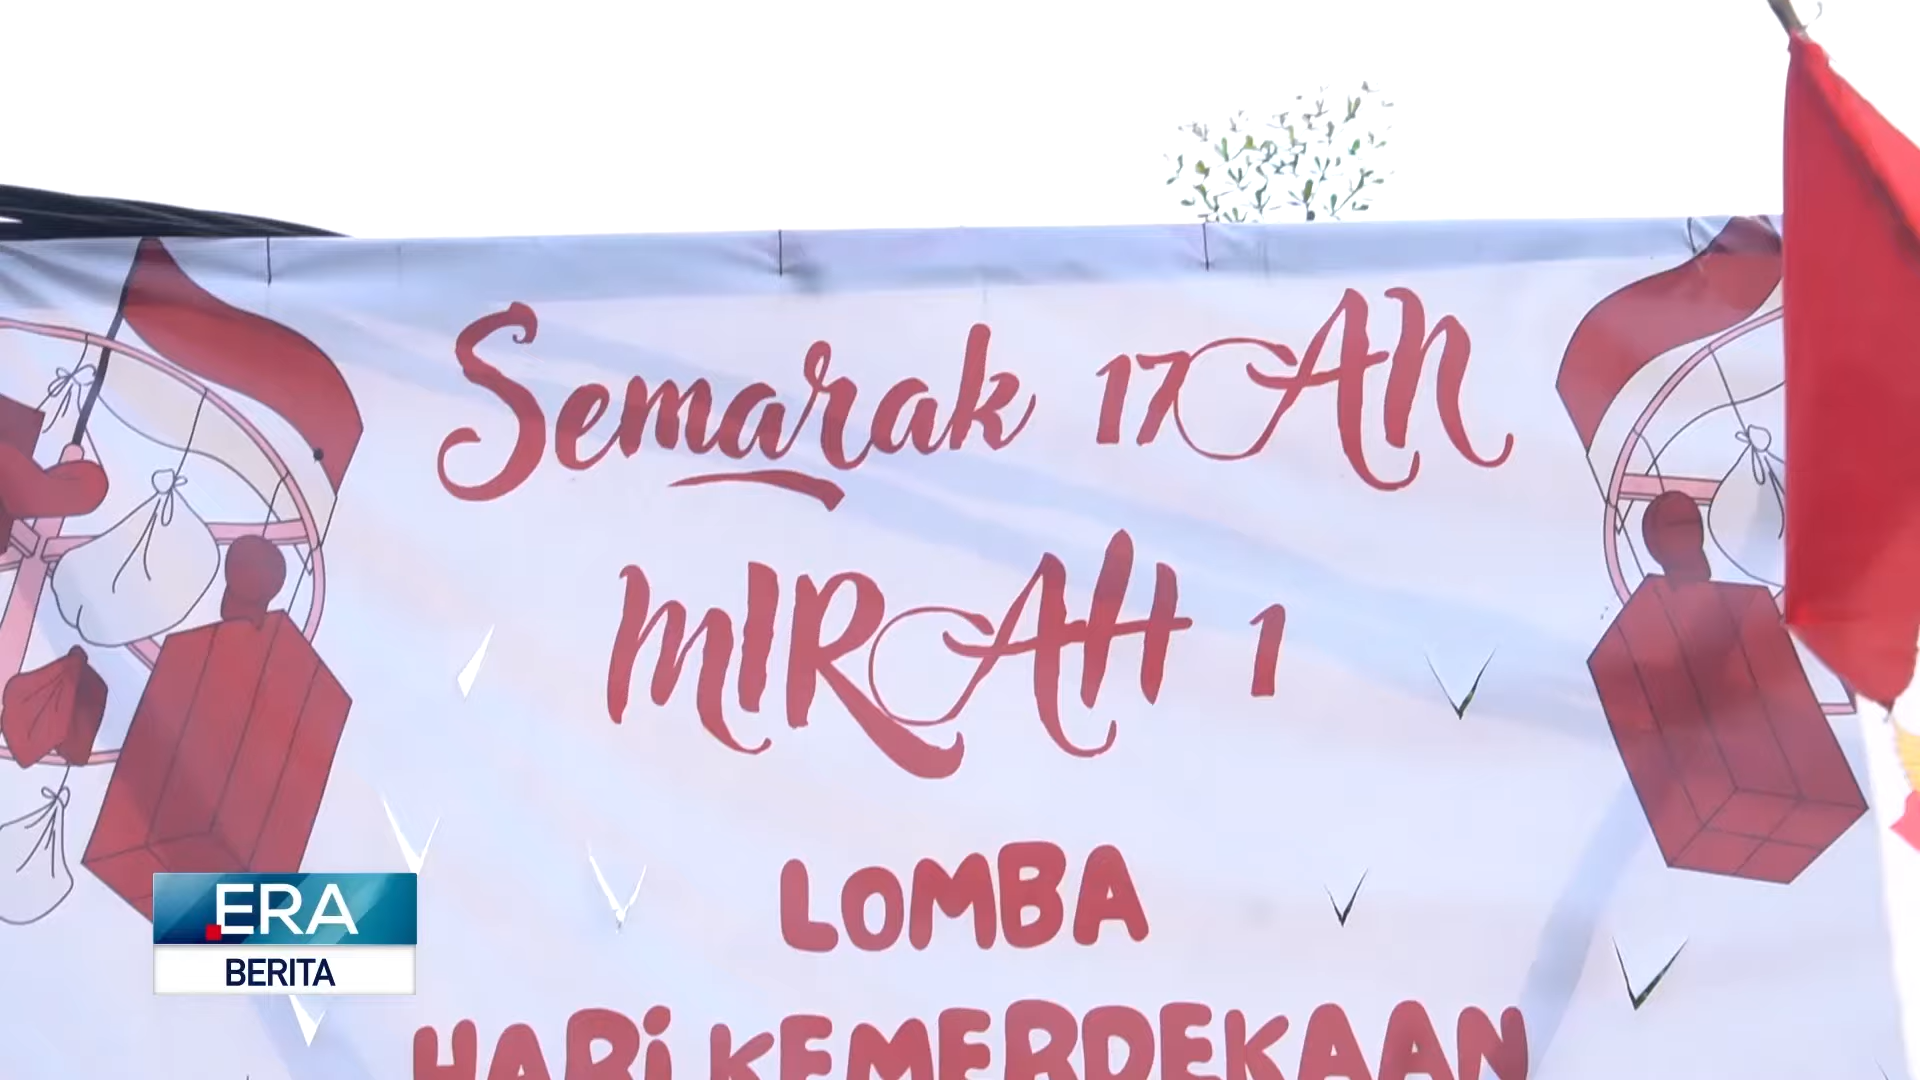 Semarak 17AN
MIRAH 1
LOMBA
HARI KEMERDEKAAN
.ERA
BERITA